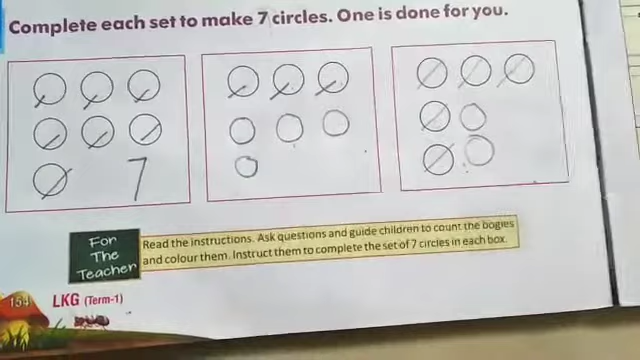 Complete each set to make 7 circles. One is done for you.
7
For
The
Teacher
Read the instructions. Ask questions and guide children to count the bogies
and colour them. Instruct them to complete the set of 7 circles in each box.
154 LKG (Term-1)